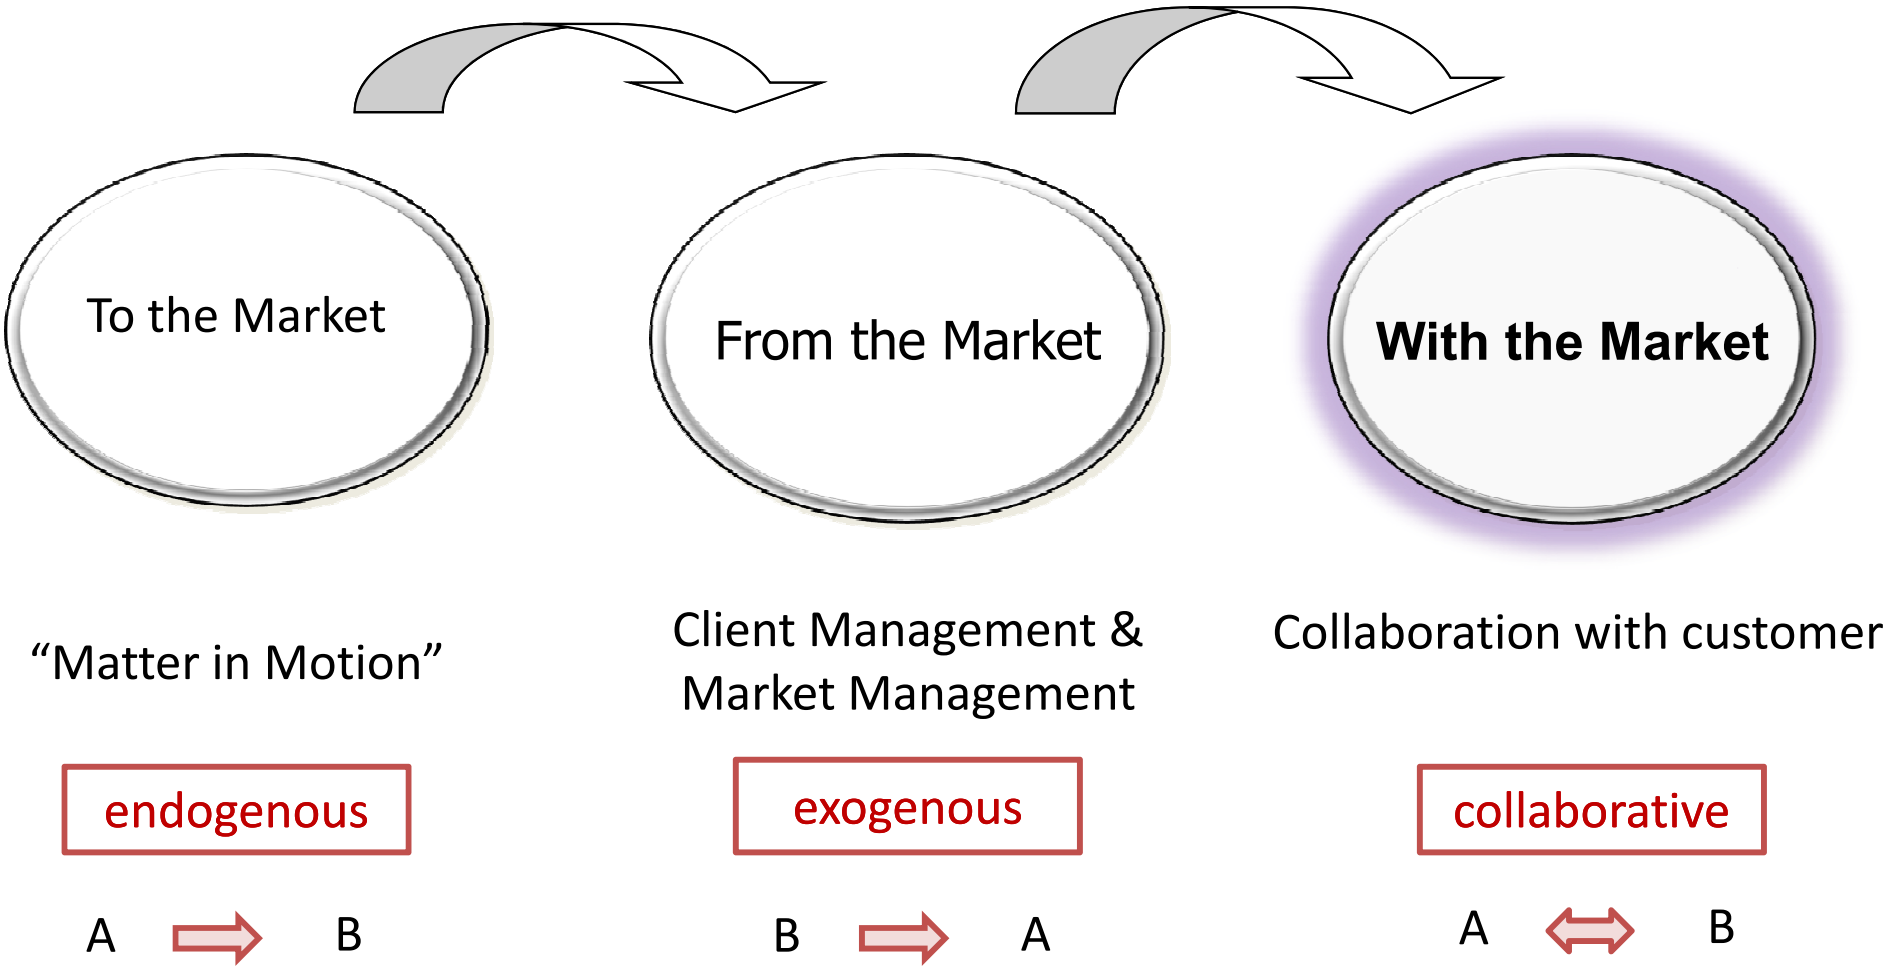 To the Market
From the Market
With the Market
“Matter in Motion”
Client Management &
Market Management
Collaboration with customer
endogenous
exogenous
collaborative
A B
B A
A B